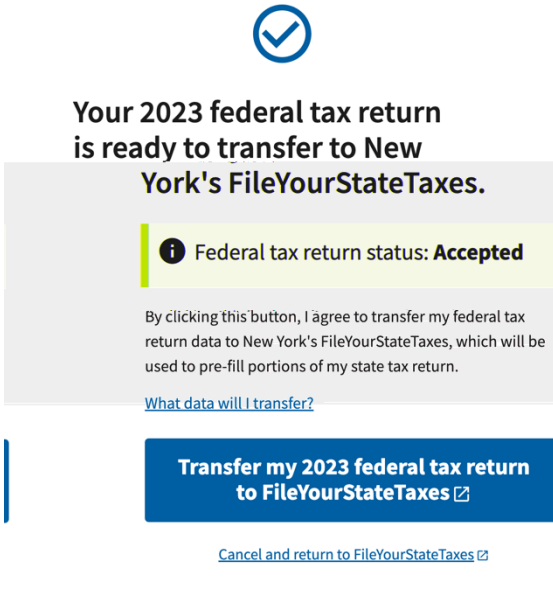 Your 2023 federal tax return
is ready to transfer to New
York's FileYourStateTaxes.
Federal tax return status: Accepted
By clicking this button, I agree to transfer my federal tax
return data to New York's FileYourStateTaxes, which will be
used to pre-fill portions of my state tax return.
What data will I transfer?
Transfer my 2023 federal tax return
to FileYourStateTaxes
Cancel and return to FileYourStateTaxes